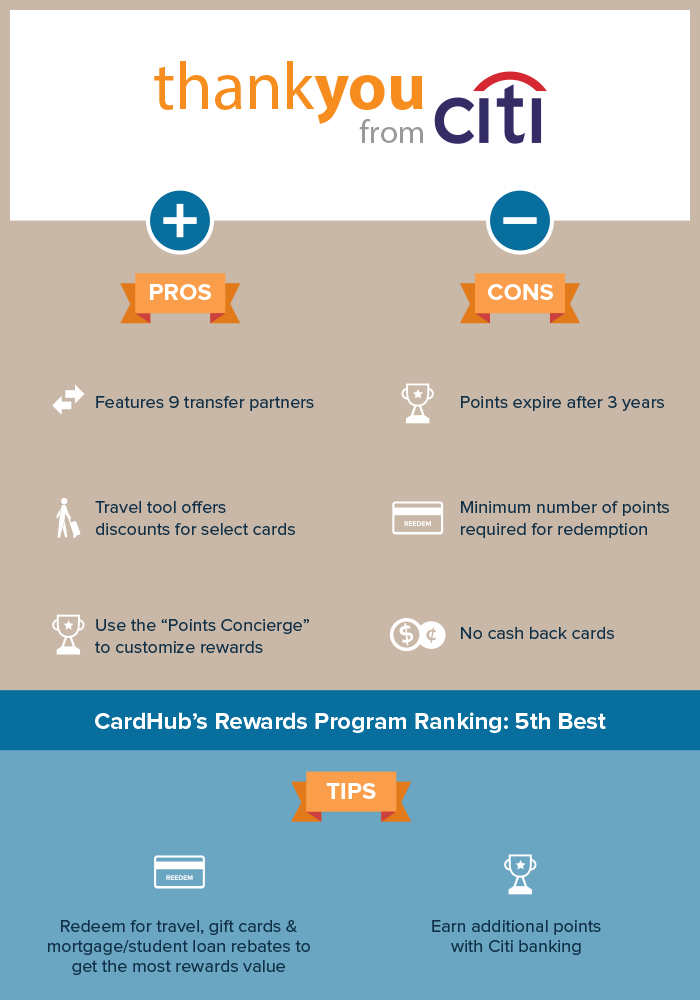 thankyou
from citi
PROS
CONS
Features 9 transfer partners
Points expire after 3 years
Travel tool offers
discounts for select cards
REEDEM
Minimum number of points
required for redemption
Use the “Points Concierge”
to customize rewards
$ ¢
No cash back cards
CardHub’s Rewards Program Ranking: 5th Best
TIPS
REEDEM
Redeem for travel, gift cards &
mortgage/student loan rebates to
get the most rewards value
Earn additional points
with Citi banking